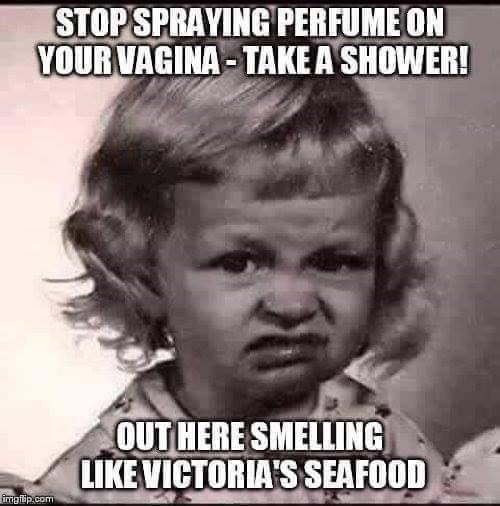 STOP SPRAYING PERFUME ON
YOUR VAGINA - TAKE A SHOWER!
OUT HERE SMELLING
LIKE VICTORIA'S SEAFOOD
imgflip.com